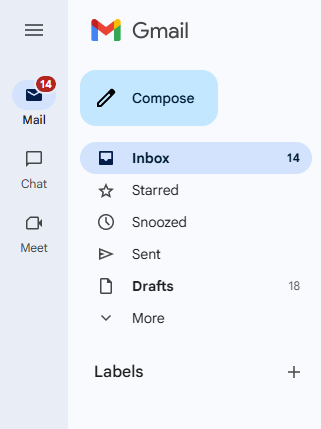 Gmail
14
Mail
Chat
Meet
Compose
Inbox 14
Starred
Snoozed
Sent
Drafts 18
More
Labels